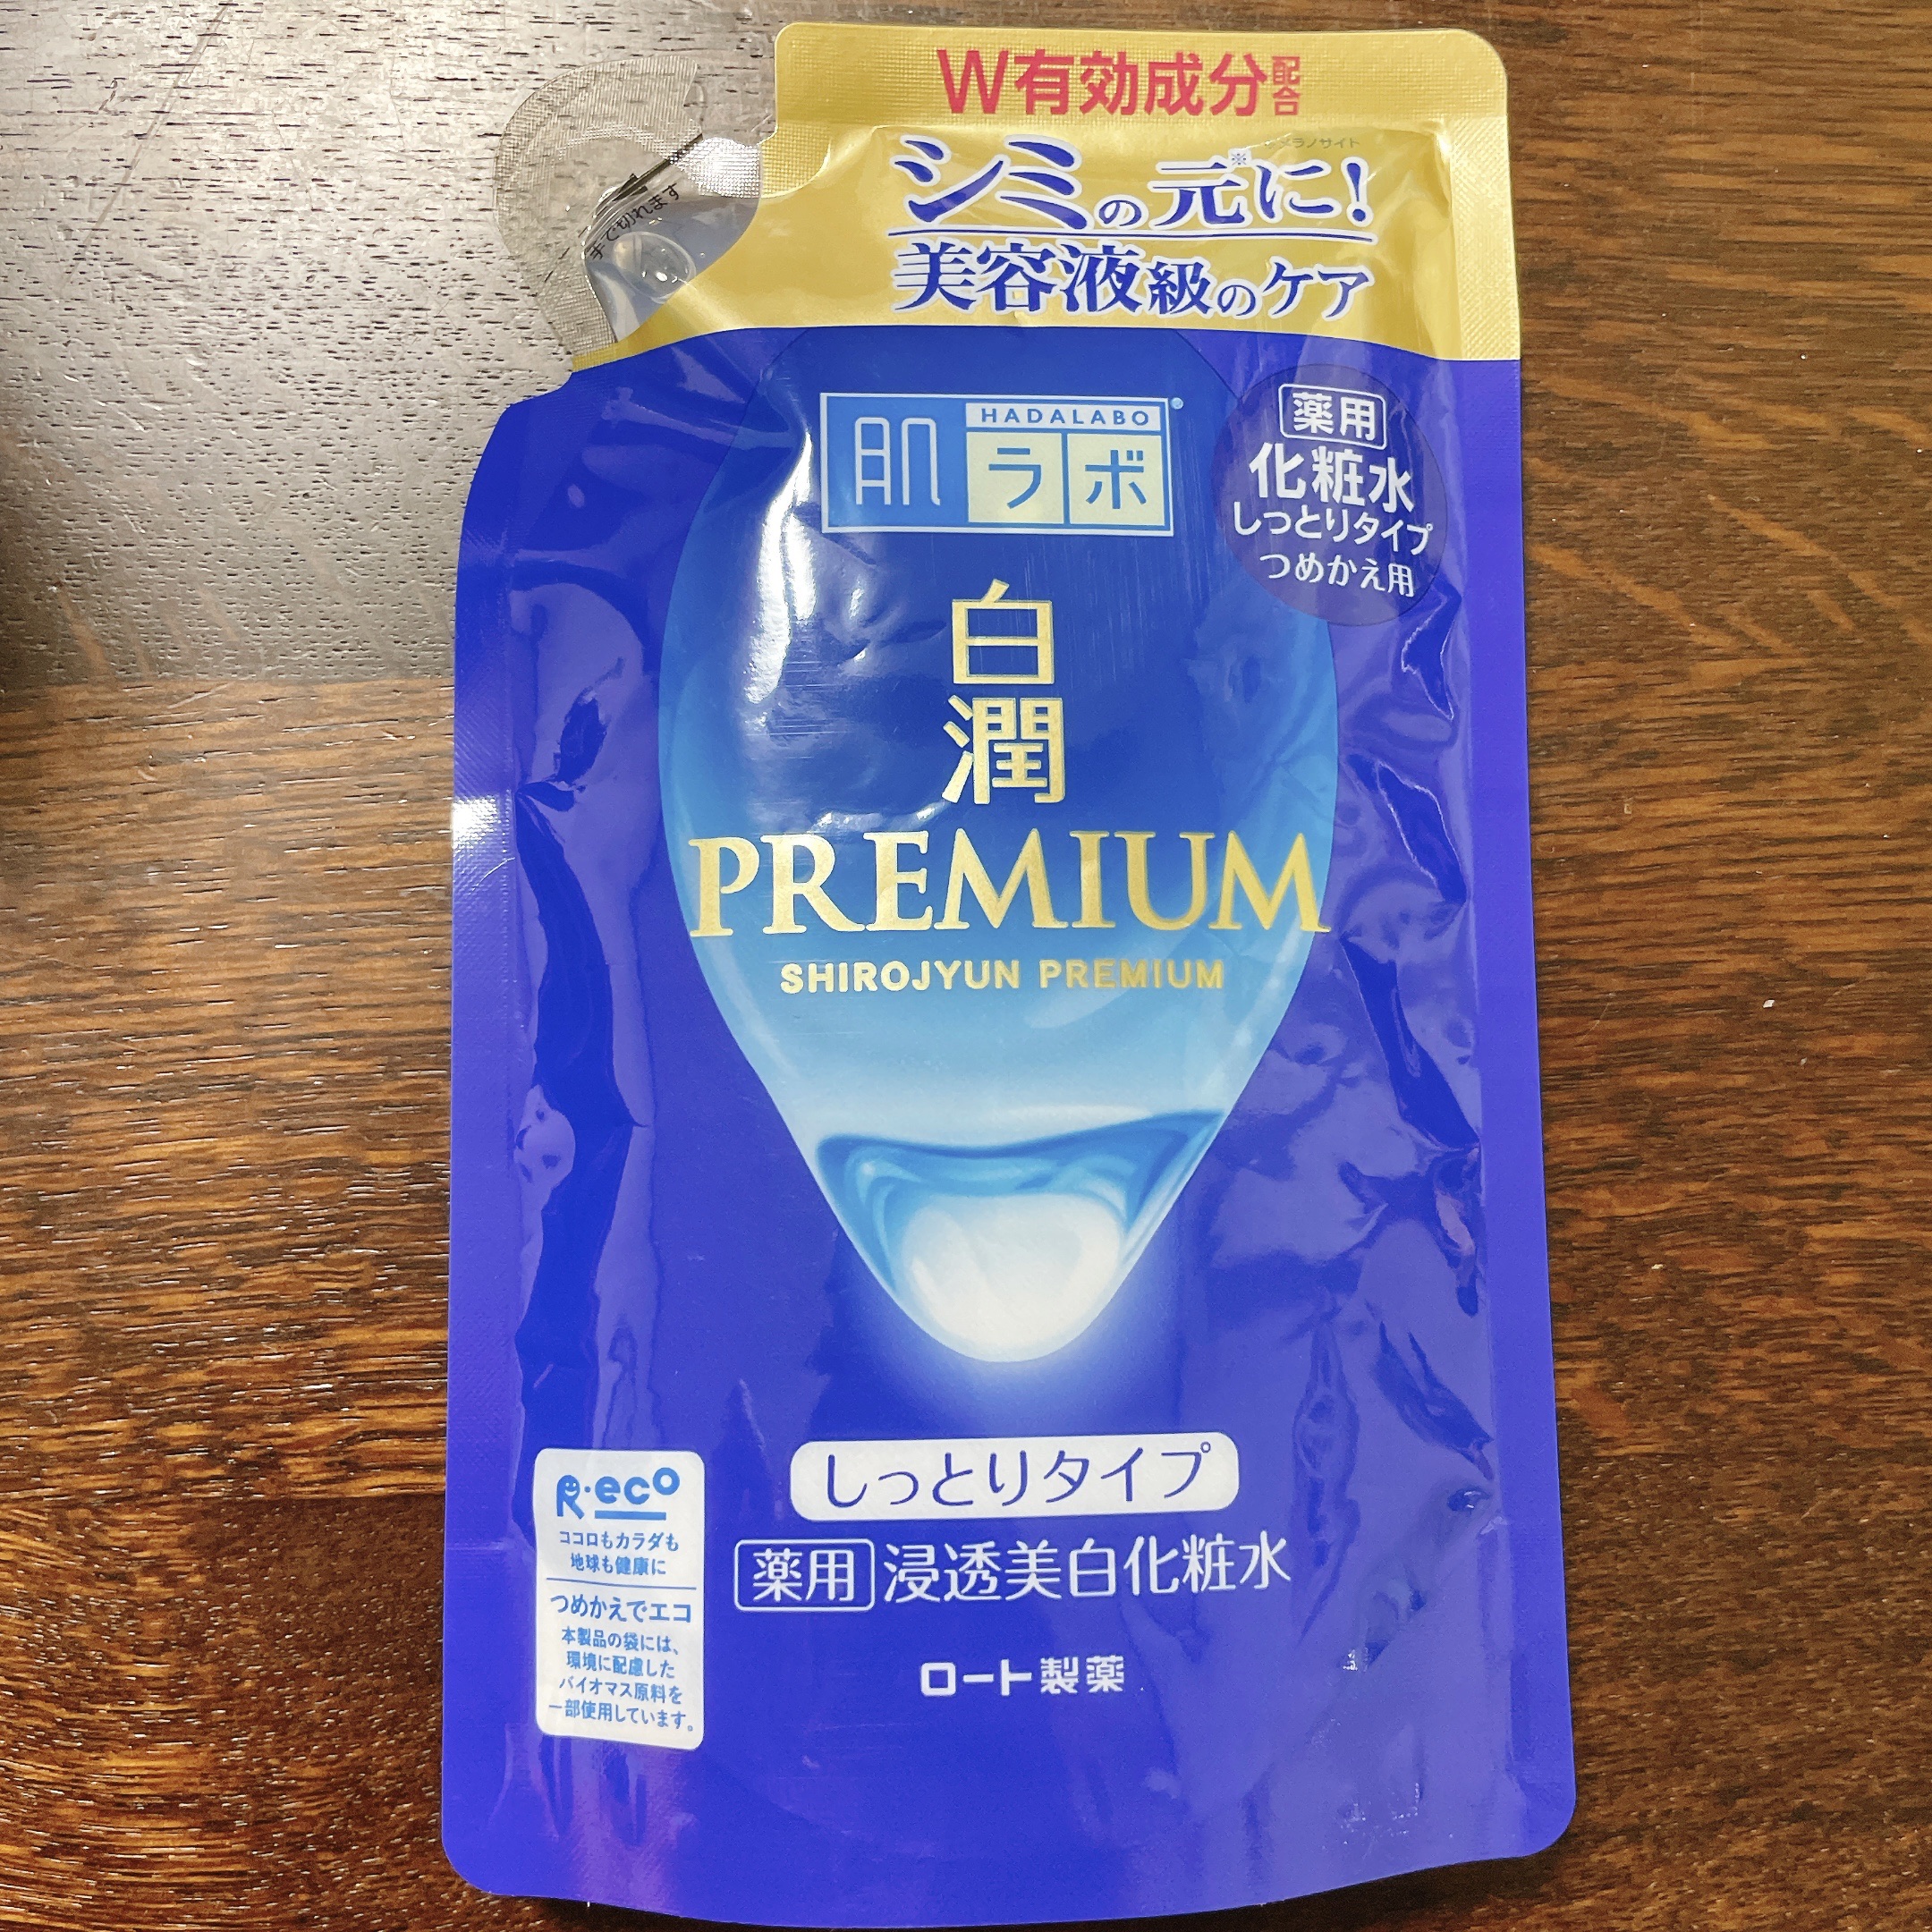 W有効成分配合
※メラノサイト
シミの元※に!
美容液級のケア
手で切れます
肌ラボ
HADALABO
薬用
化粧水
しっとりタイプ
つめかえ用
白潤
PREMIUM
SHIROJYUN PREMIUM
しっとりタイプ
薬用 浸透美白化粧水
ロート製薬
R・eco
ココロもカラダも
地球も健康に
つめかえでエコ
本製品の袋には、
環境に配慮した
バイオマス原料を
一部使用しています。